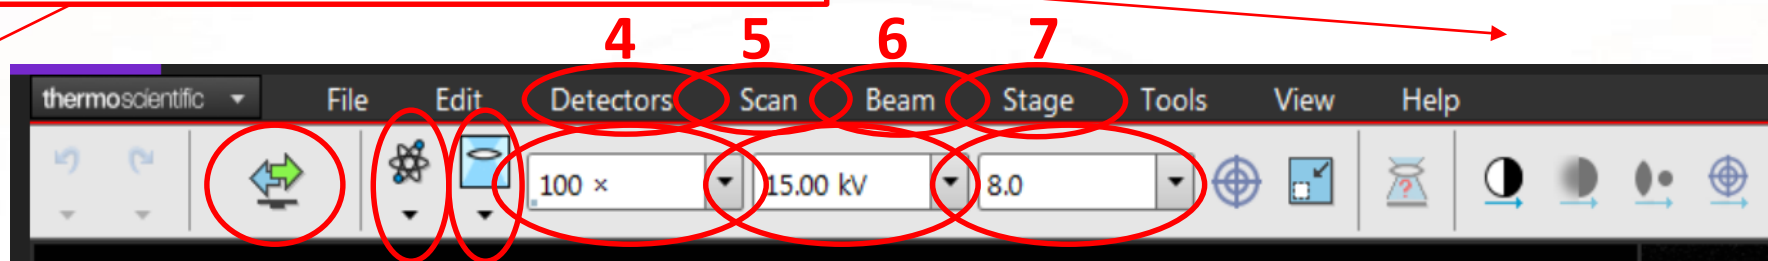 4 5 6 7
thermoscientific File Edit Detectors Scan Beam Stage Tools View Help
100 × 15.00 kV 8.0 ?